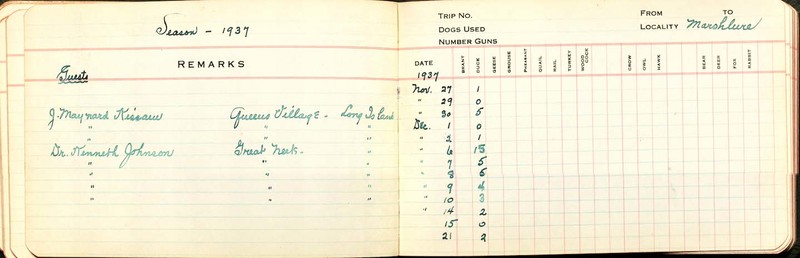 Season - 1937
REMARKS
Guests
J. Maynard Kissam Queens Village - Long Island
" " "
Dr. Kenneth Johnson Great Neck - "
" " "
" " "
" " "
TRIP NO. FROM TO
DOGS USED LOCALITY Marshlure
NUMBER GUNS
DATE BRANT DUCK GEESE GROUSE PHEASANT QUAIL RAIL TURKEY WOOD COCK CROW OWL HAWK BEAR DEER FOX RABBIT
1937
Nov. 27 1
" 29 0
" 30 5
Dec. 1 0
" 2 1
" 6 15
" 7 5
" 8 5
" 9 4
" 10 3
" 14 2
15 0
21 2